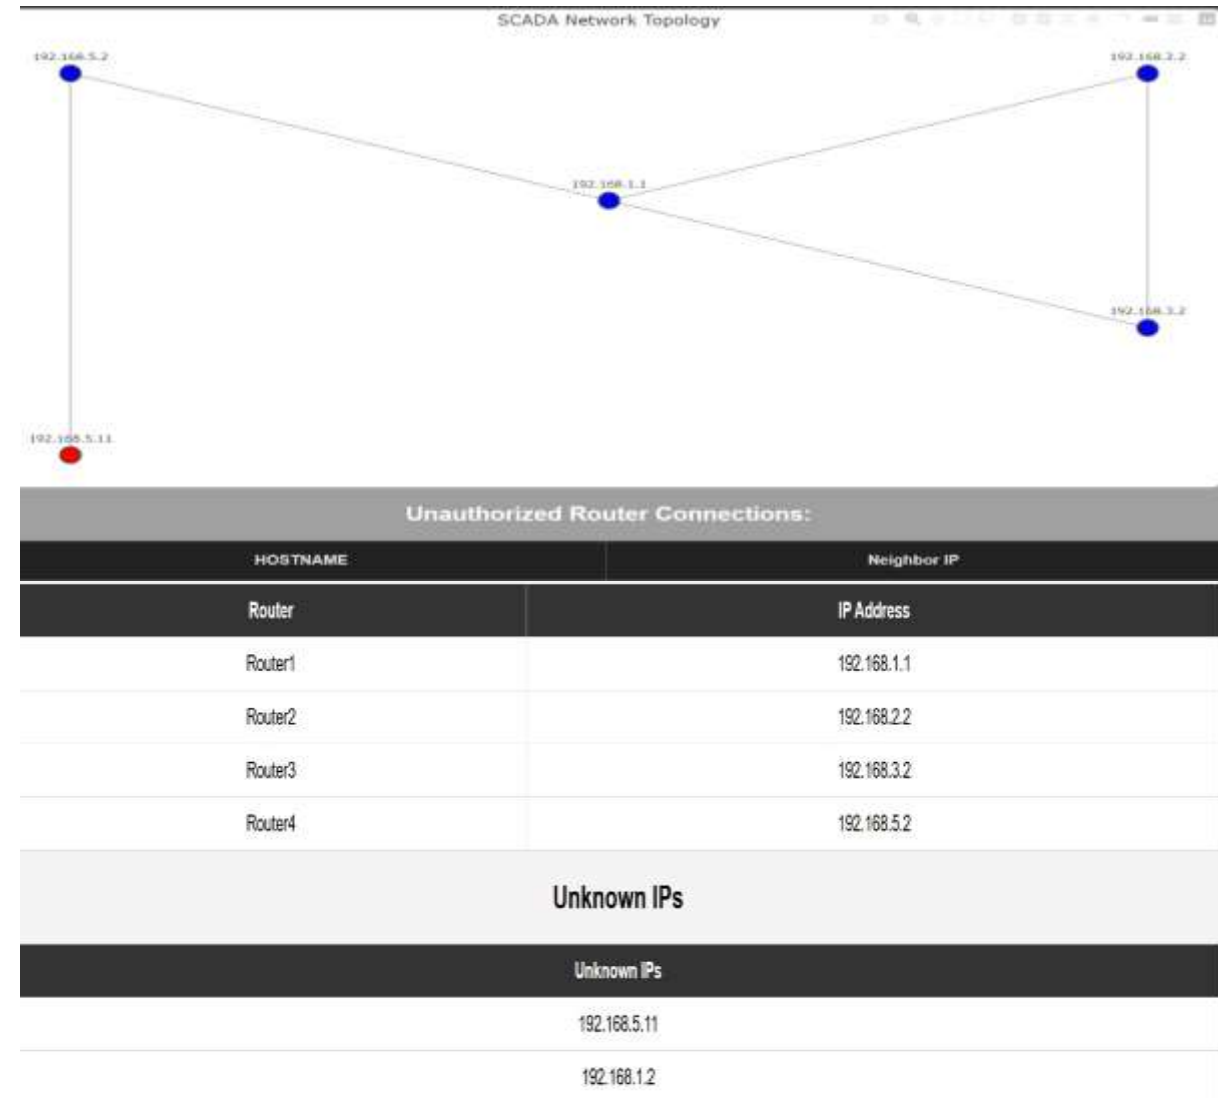 SCADA Network Topology
192.168.5.2
192.168.2.2
192.168.1.1
192.168.3.2
192.168.5.11
Unauthorized Router Connections:
HOSTNAME Neighbor IP
Router IP Address
Router1 192.168.1.1
Router2 192.168.2.2
Router3 192.168.3.2
Router4 192.168.5.2
Unknown IPs
Unknown IPs
192.168.5.11
192.168.1.2